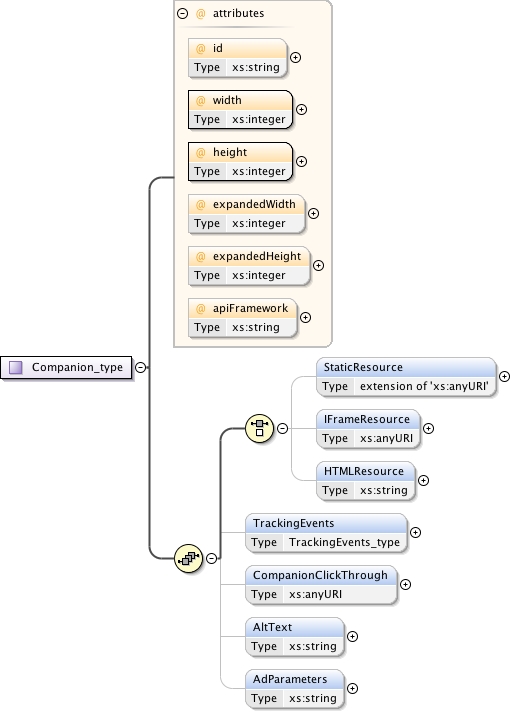 @ attributes
@ id
Type xs:string
@ width
Type xs:integer
@ height
Type xs:integer
@ expandedWidth
Type xs:integer
@ expandedHeight
Type xs:integer
@ apiFramework
Type xs:string
Companion_type
StaticResource
Type extension of 'xs:anyURI'
IFrameResource
Type xs:anyURI
HTMLResource
Type xs:string
TrackingEvents
Type TrackingEvents_type
CompanionClickThrough
Type xs:anyURI
AltText
Type xs:string
AdParameters
Type xs:string